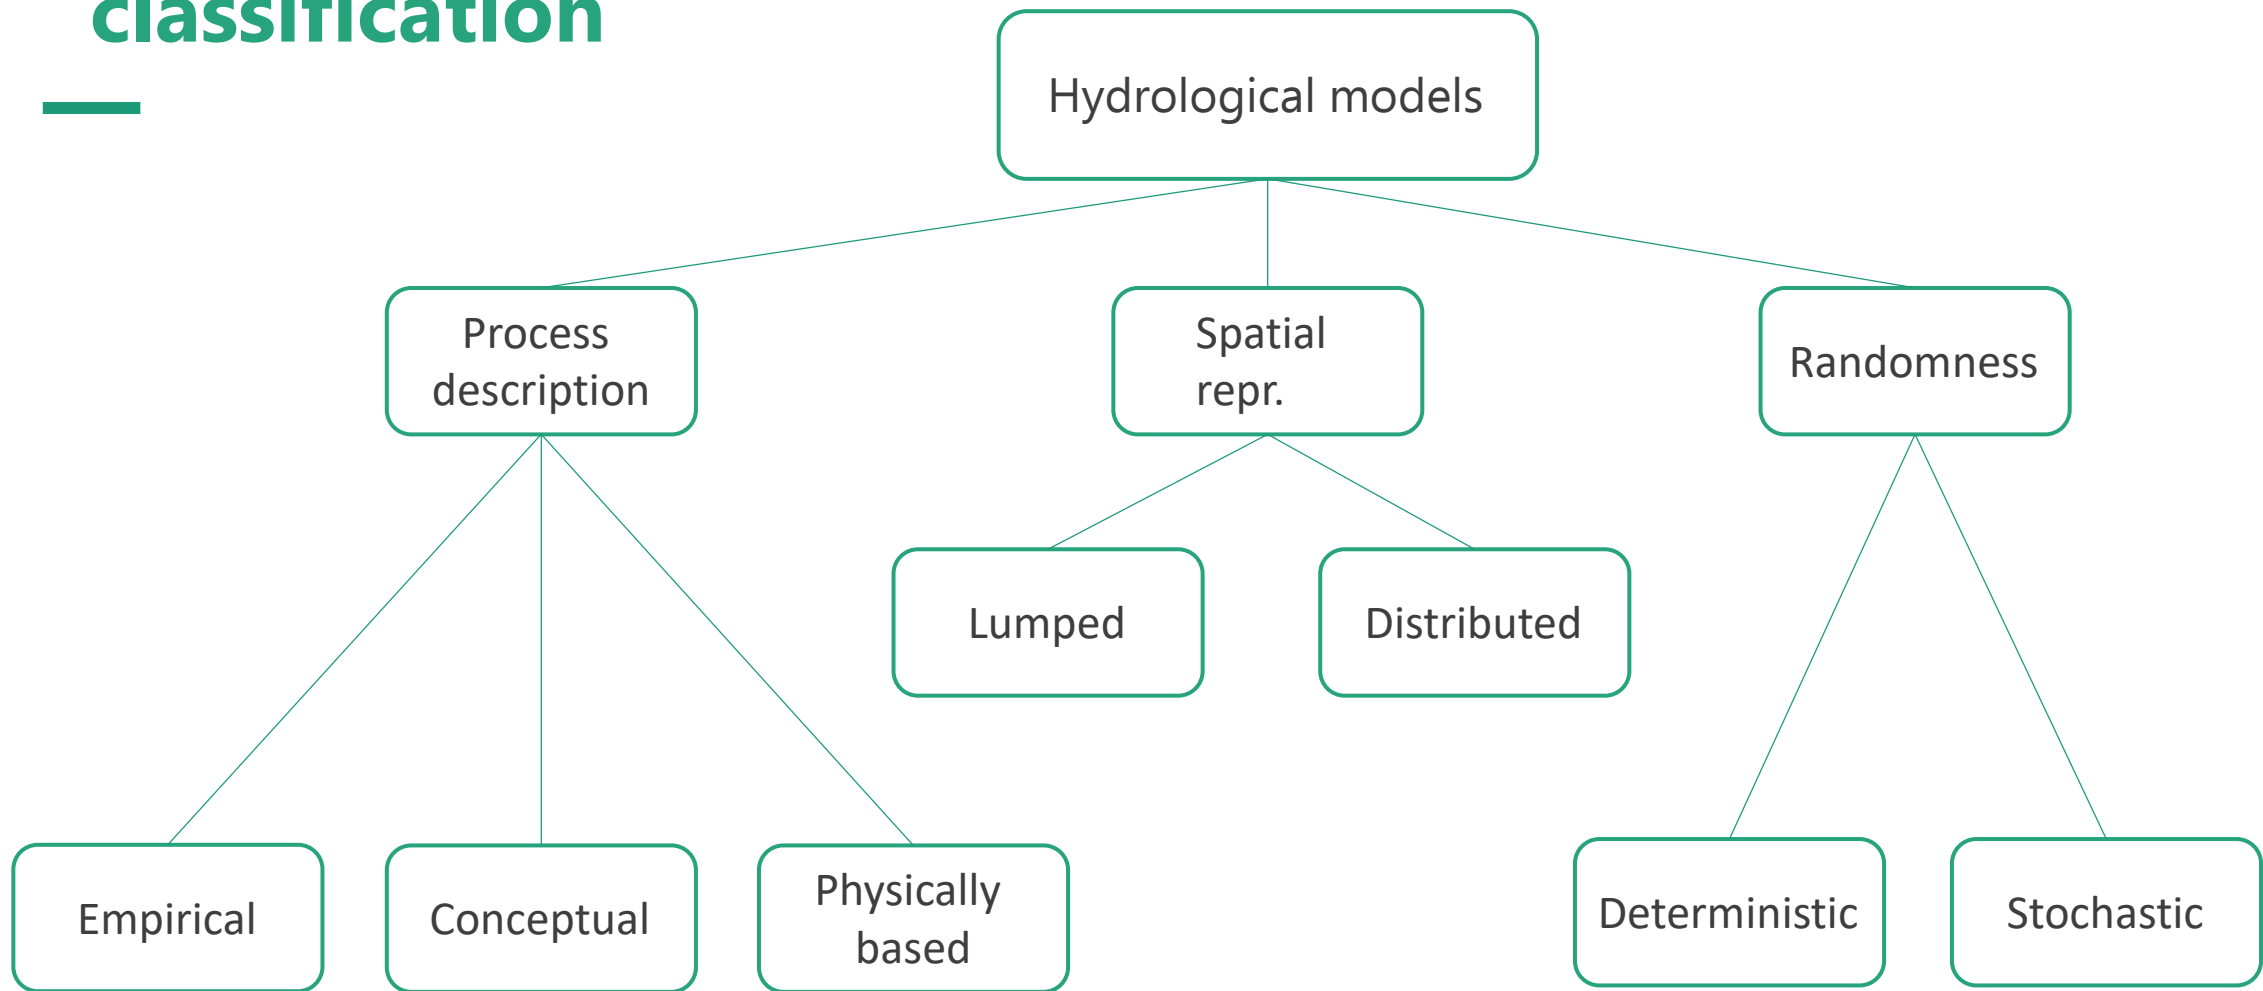 classification
Hydrological models
Process
description
Spatial
repr.
Randomness
Lumped
Distributed
Empirical
Conceptual
Physically
based
Deterministic
Stochastic